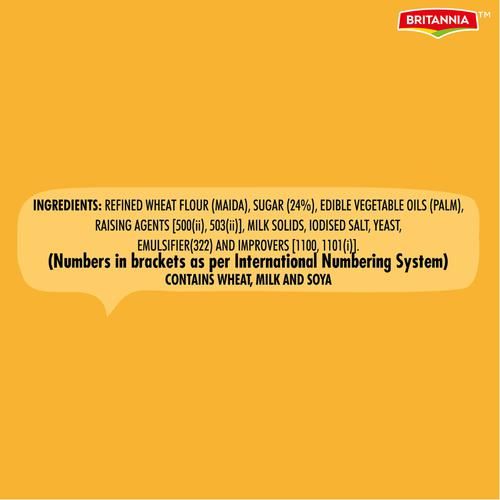 BRITANNIA TM
INGREDIENTS: REFINED WHEAT FLOUR (MAIDA), SUGAR (24%), EDIBLE VEGETABLE OILS (PALM),
RAISING AGENTS [500(ii), 503(ii)], MILK SOLIDS, IODISED SALT, YEAST,
EMULSIFIER(322) AND IMPROVERS [1100, 1101(i)].
(Numbers in brackets as per International Numbering System)
CONTAINS WHEAT, MILK AND SOYA